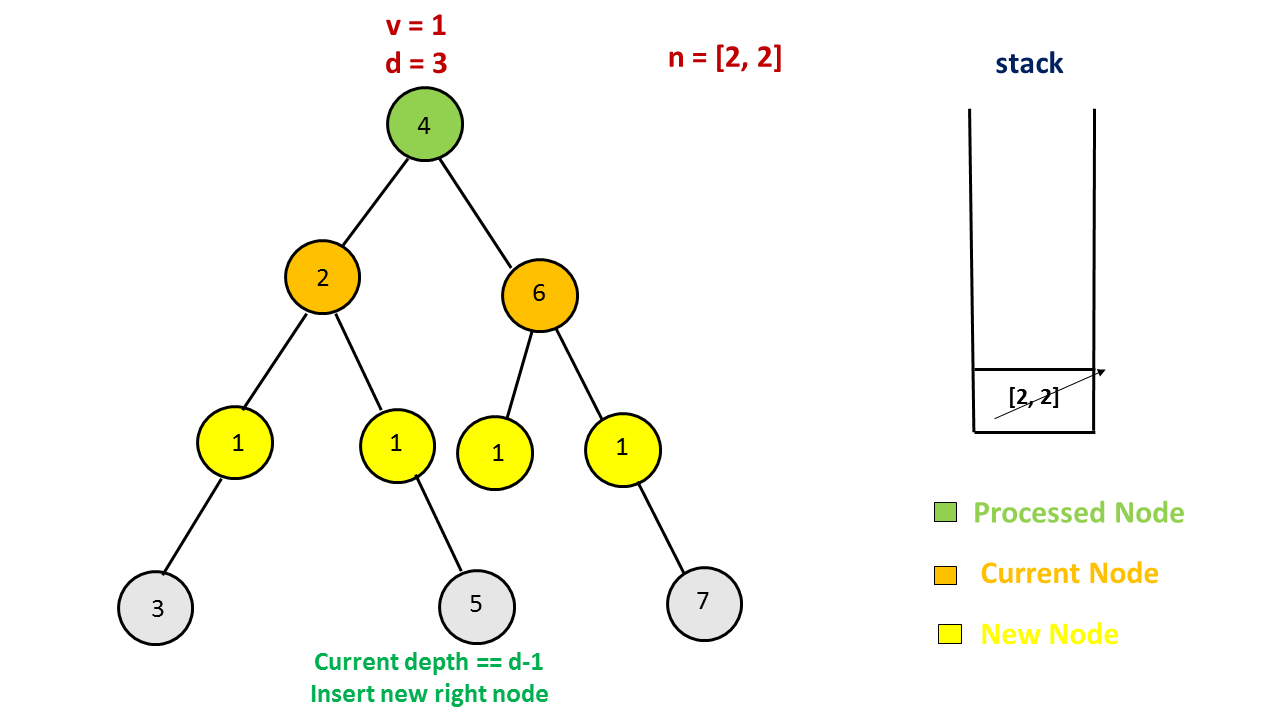 v = 1
d = 3
n = [2, 2]
stack
4
2
6
1
1
1
1
[2, 2]
3
5
7
Processed Node
Current Node
New Node
Current depth == d-1
Insert new right node